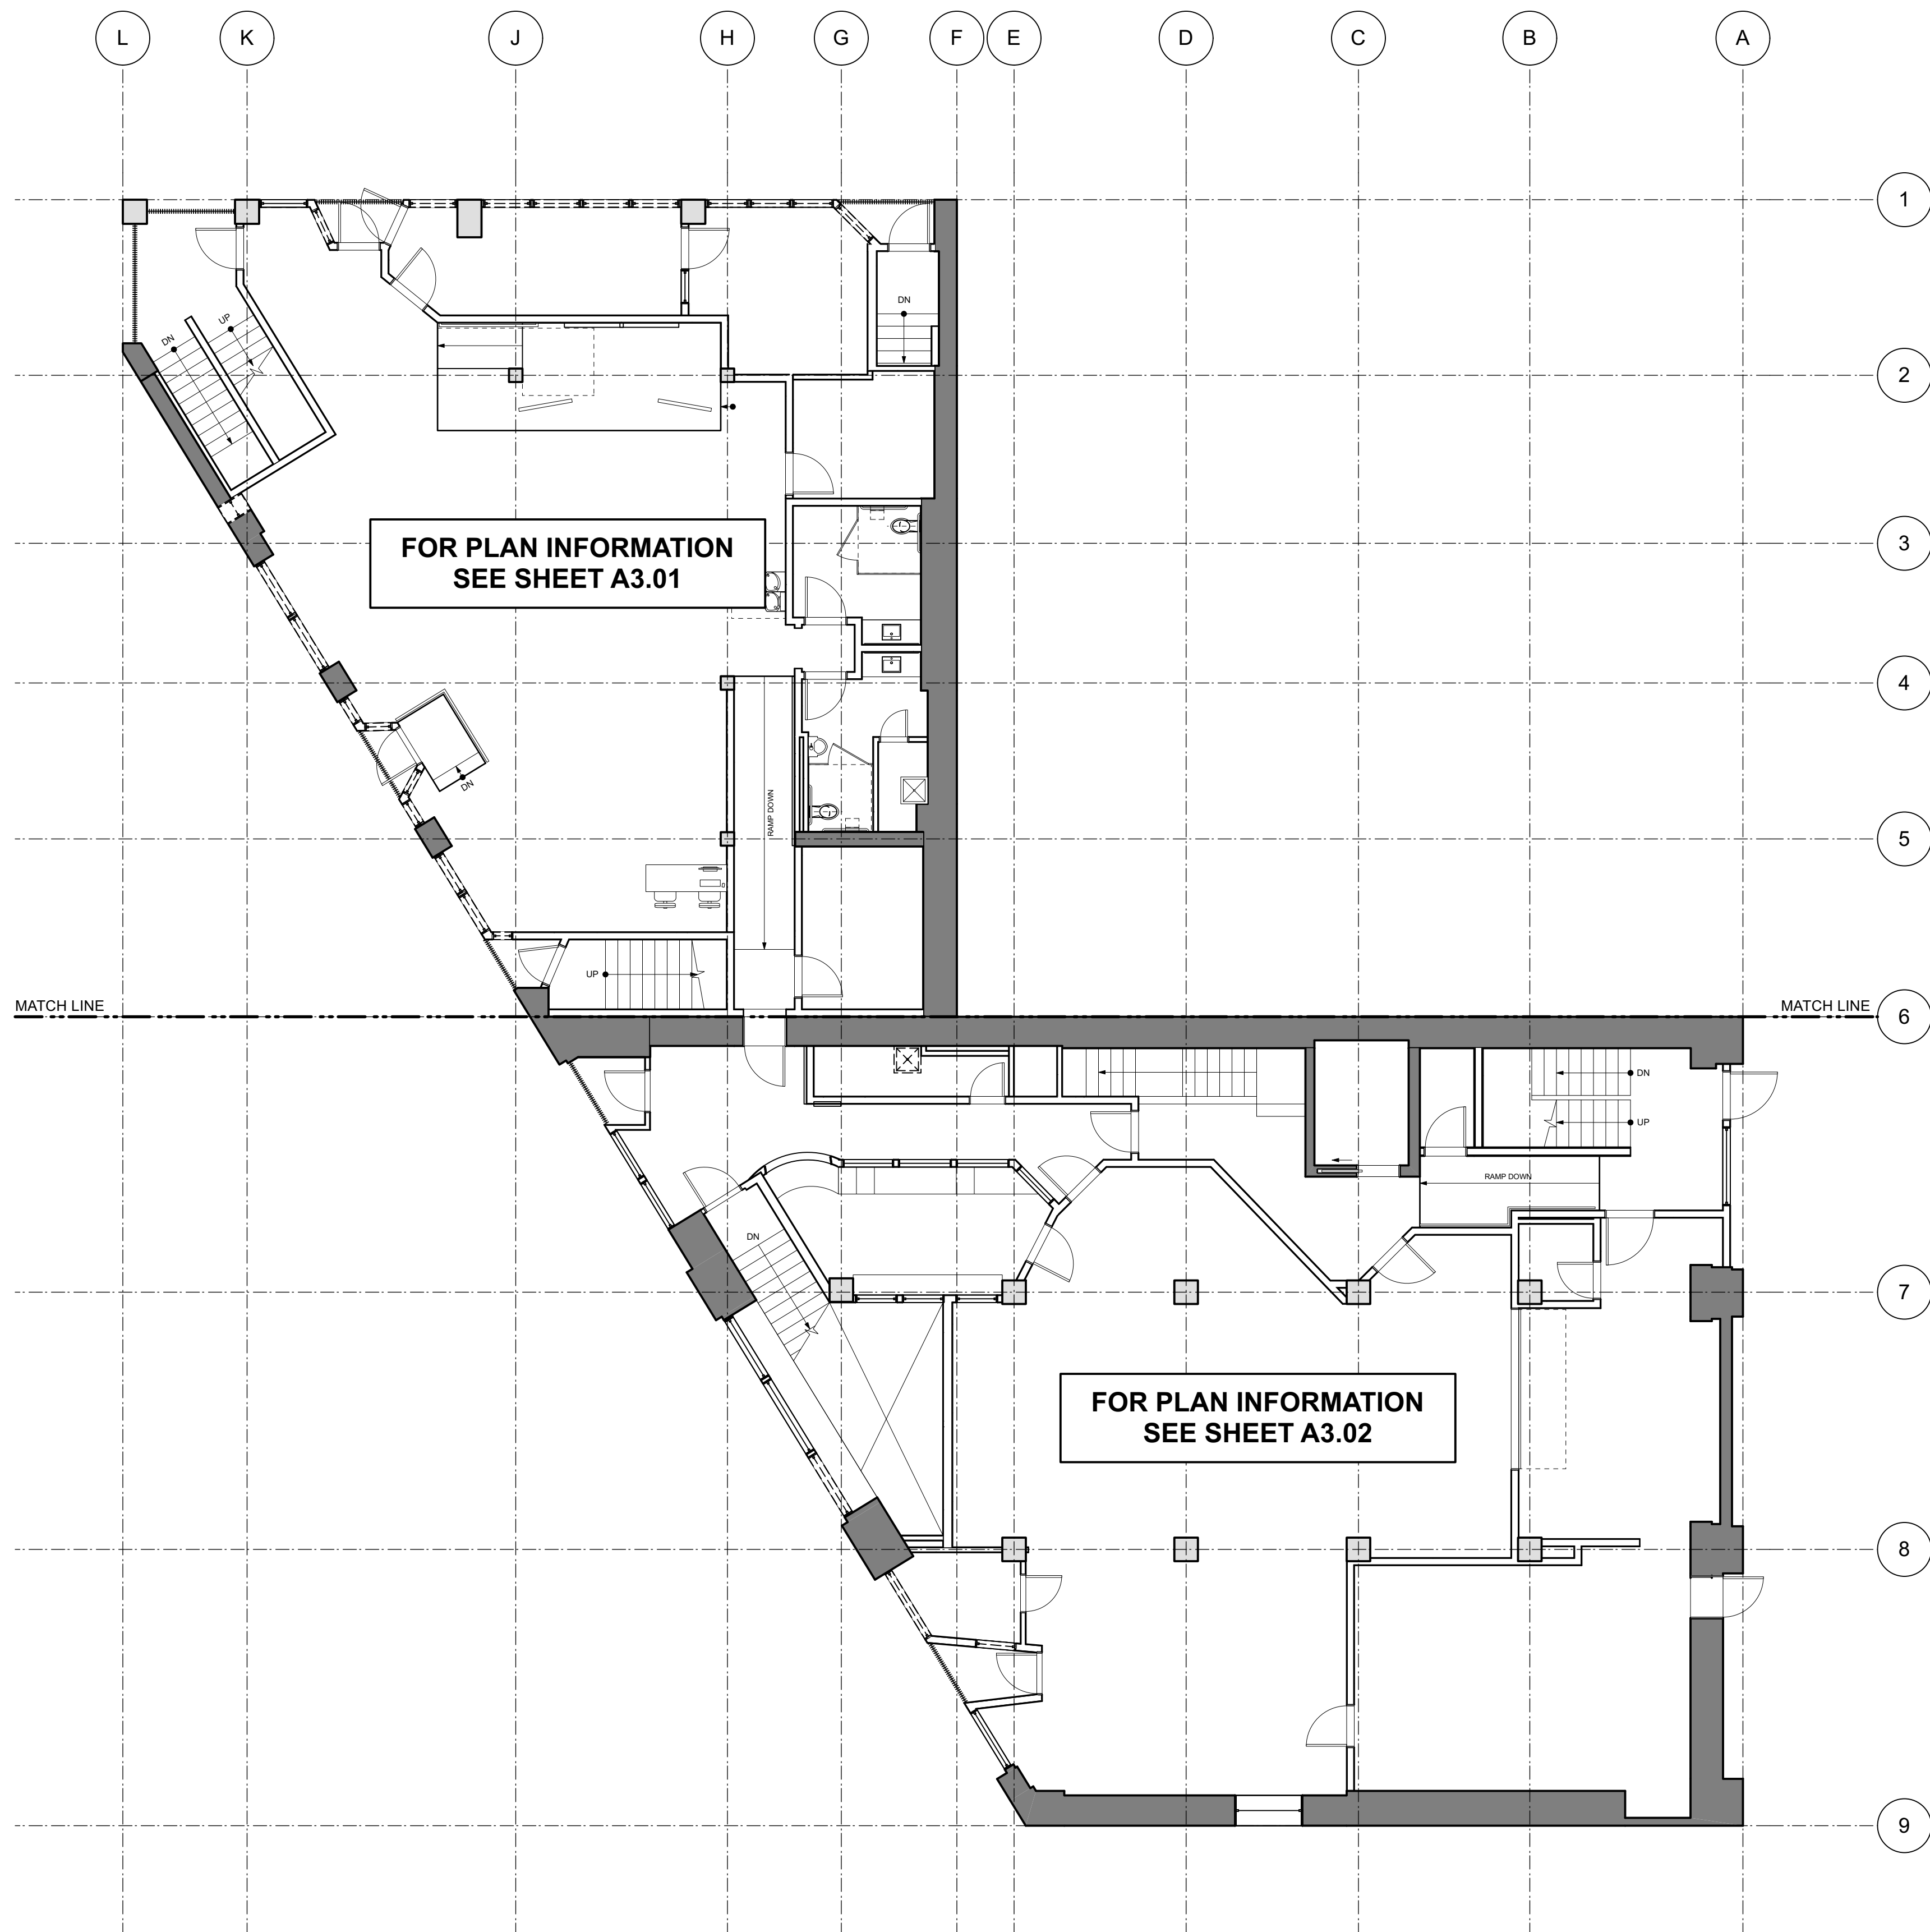 L K J H G F E D C B A
1
DN
UP
DN
2
FOR PLAN INFORMATION
SEE SHEET A3.01
3
4
DN
RAMP DOWN
5
UP
MATCH LINE
MATCH LINE
6
DN
UP
RAMP DOWN
DN
7
FOR PLAN INFORMATION
SEE SHEET A3.02
8
9